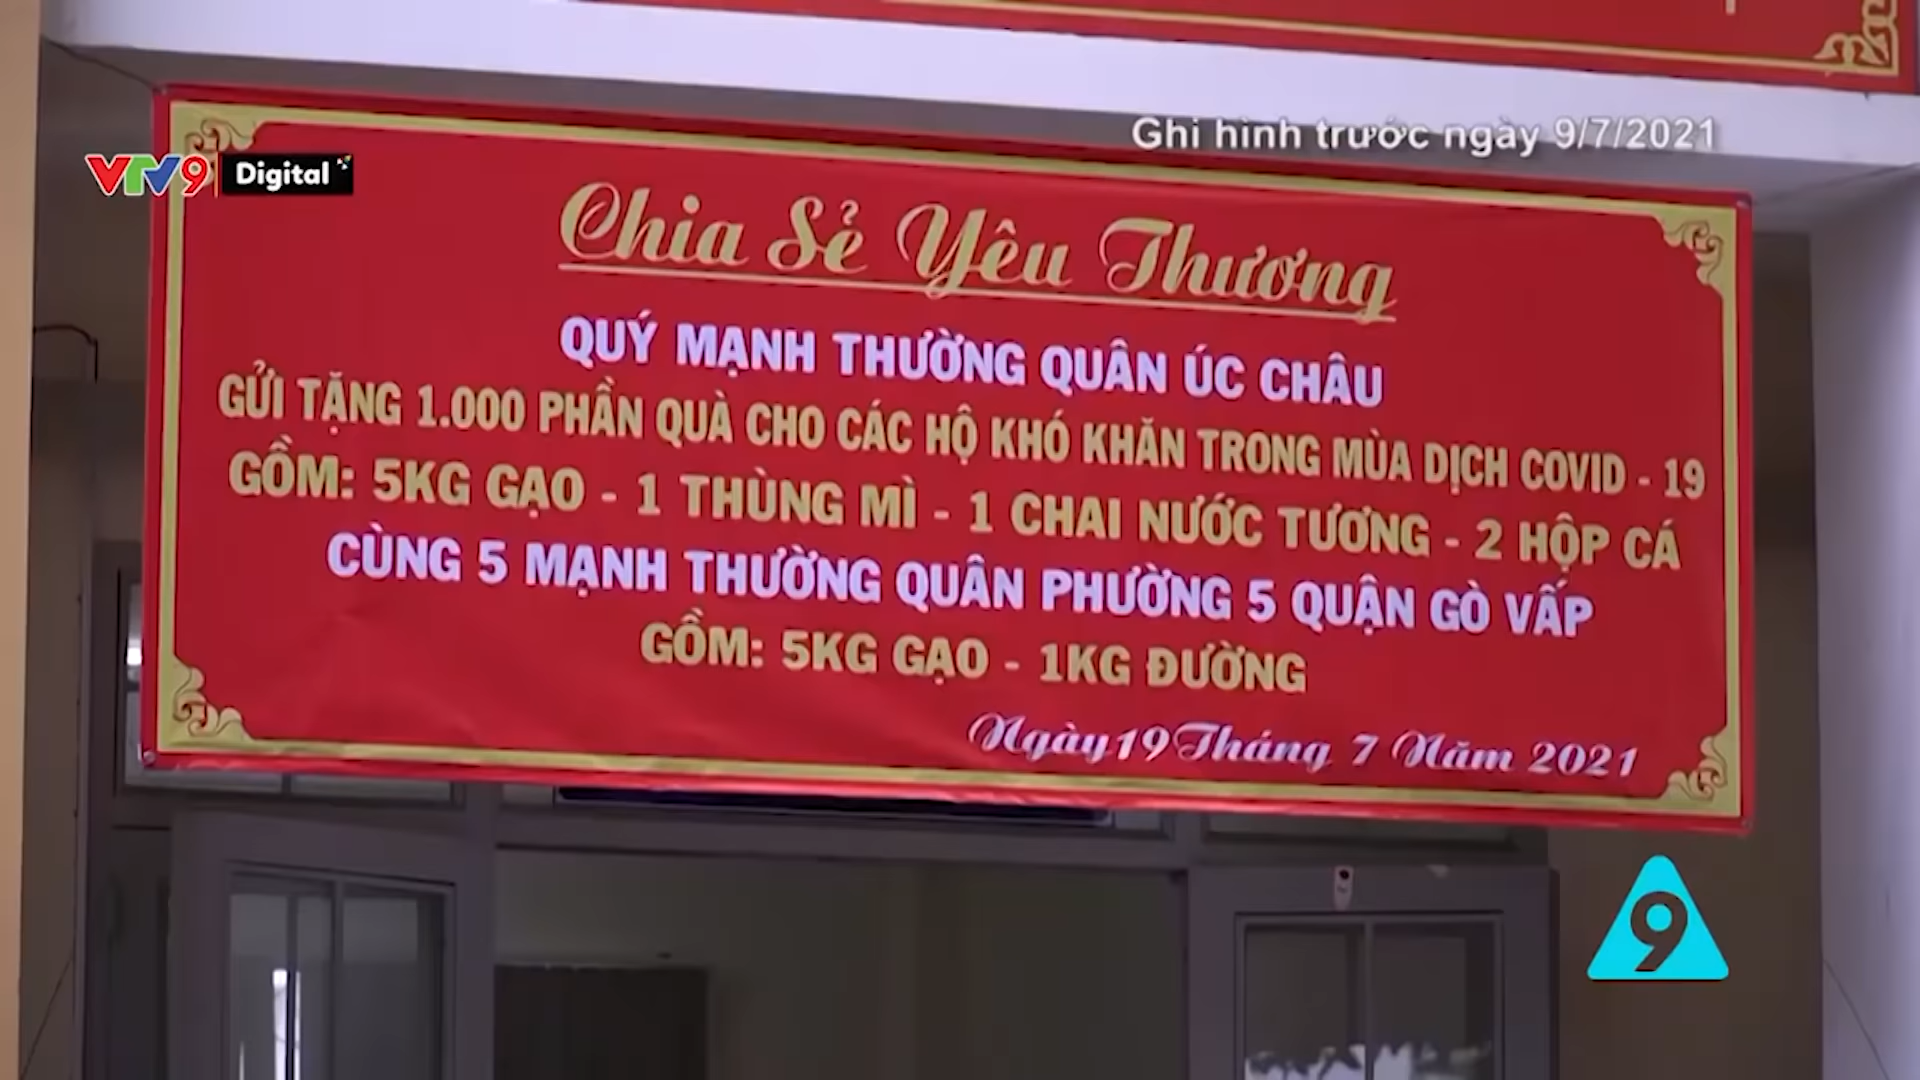 Ghi hình trước ngày 9/7/2021
VTV9 Digital
Chia Sẻ Yêu Thương
QUÝ MẠNH THƯỜNG QUÂN ÚC CHÂU
GỬI TẶNG 1.000 PHẦN QUÀ CHO CÁC HỘ KHÓ KHĂN TRONG MÙA DỊCH COVID - 19
GỒM: 5KG GẠO - 1 THÙNG MÌ - 1 CHAI NƯỚC TƯƠNG - 2 HỘP CÁ
CÙNG 5 MẠNH THƯỜNG QUÂN PHƯỜNG 5 QUẬN GÒ VẤP
GỒM: 5KG GẠO - 1KG ĐƯỜNG
Ngày 19 Tháng 7 Năm 2021
9